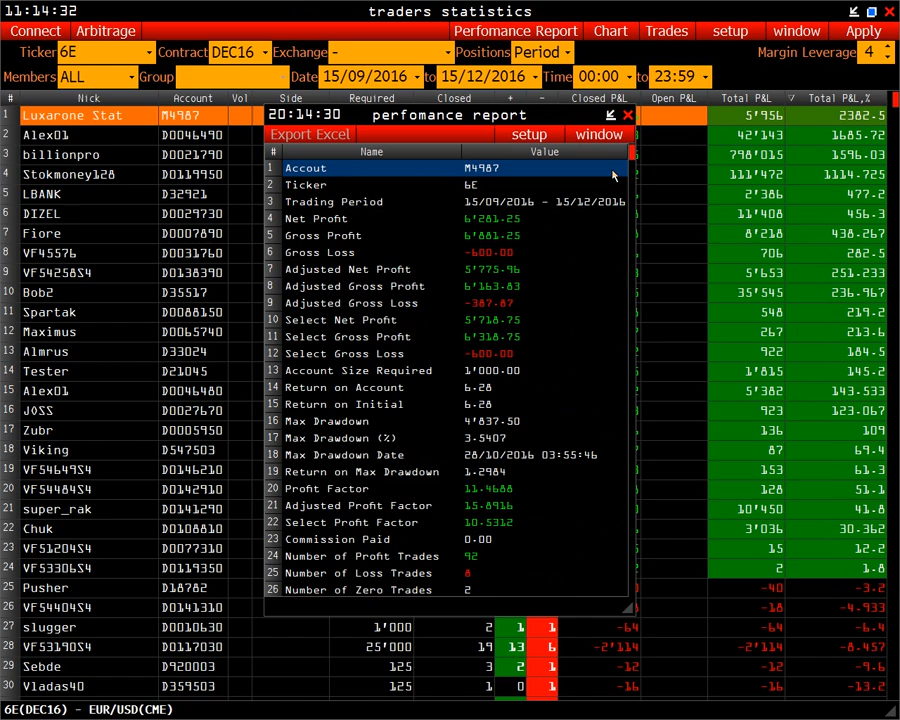 11:14:32 traders statistics
Connect Arbitrage Perfomance Report Chart Trades setup window Apply
Ticker 6E Contract DEC16 Exchange - Positions Period Margin Leverage 4
Members ALL Group Date 15/09/2016 to 15/12/2016 Time 00:00 to 23:59
# Nick Account Vol Side Required Closed + - Closed P&L Open P&L Total P&L ▽ Total P&L,%
1 Luxarone Stat M4987 5'956 2382.5
2 Alex01 D0046490 42'143 1685.72
3 billionpro D0021790 798'015 1596.03
4 Stokmoney128 D0119950 111'472 1114.725
5 LBANK D32921 2'386 477.2
6 DIZEL D0029730 11'408 456.3
7 Fiore D0007890 8'218 438.267
8 VF45576 D0031760 706 282.5
9 VF54258S4 D0138390 5'653 251.233
10 Bob2 D35517 35'545 236.967
11 Spartak D0088150 548 219.2
12 Maximus D0065740 267 213.6
13 Almrus D33024 922 184.5
14 Tester D21045 1'815 145.2
15 Alex01 D0046480 5'382 143.533
16 JOSS D0027670 923 123.067
17 Zubr D0005950 136 109
18 Viking D547503 87 69.4
19 VF54649S4 D0146210 153 61.3
20 VF54484S4 D0142910 128 51.1
21 super_rak D0141290 10'450 41.8
22 Chuk D0108810 3'036 30.362
23 VF51204S4 D0077310 15 12.2
24 VF53306S4 D0119350 2 1.8
25 Pusher D18782 -40 -3.2
26 VF54404S4 D0141310 -18 -4.933
27 slugger D0010630 1'000 2 1 1 -64 -64 -6.4
28 VF53190S4 D0117030 25'000 19 13 6 -2'114 -2'114 -8.457
29 Sebde D920003 125 3 2 1 -12 -12 -9.6
30 Vladas40 D359503 125 1 0 1 -16 -16 -13.2
20:14:30 perfomance report
Export Excel setup window
# Name Value
1 Accout M4987
2 Ticker 6E
3 Trading Period 15/09/2016 - 15/12/2016
4 Net Profit 6'281.25
5 Gross Profit 6'881.25
6 Gross Loss -600.00
7 Adjusted Net Profit 5'775.96
8 Adjusted Gross Profit 6'163.83
9 Adjusted Gross Loss -387.87
10 Select Net Profit 5'718.75
11 Select Gross Profit 6'318.75
12 Select Gross Loss -600.00
13 Account Size Required 1'000.00
14 Return on Account 6.28
15 Return on Initial 6.28
16 Max Drawdown 4'837.50
17 Max Drawdown (%) 3.5407
18 Max Drawdown Date 28/10/2016 03:55:46
19 Return on Max Drawdown 1.2984
20 Profit Factor 11.4688
21 Adjusted Profit Factor 15.8916
22 Select Profit Factor 10.5312
23 Commission Paid 0.00
24 Number of Profit Trades 92
25 Number of Loss Trades 8
26 Number of Zero Trades 2
6E(DEC16) - EUR/USD(CME)